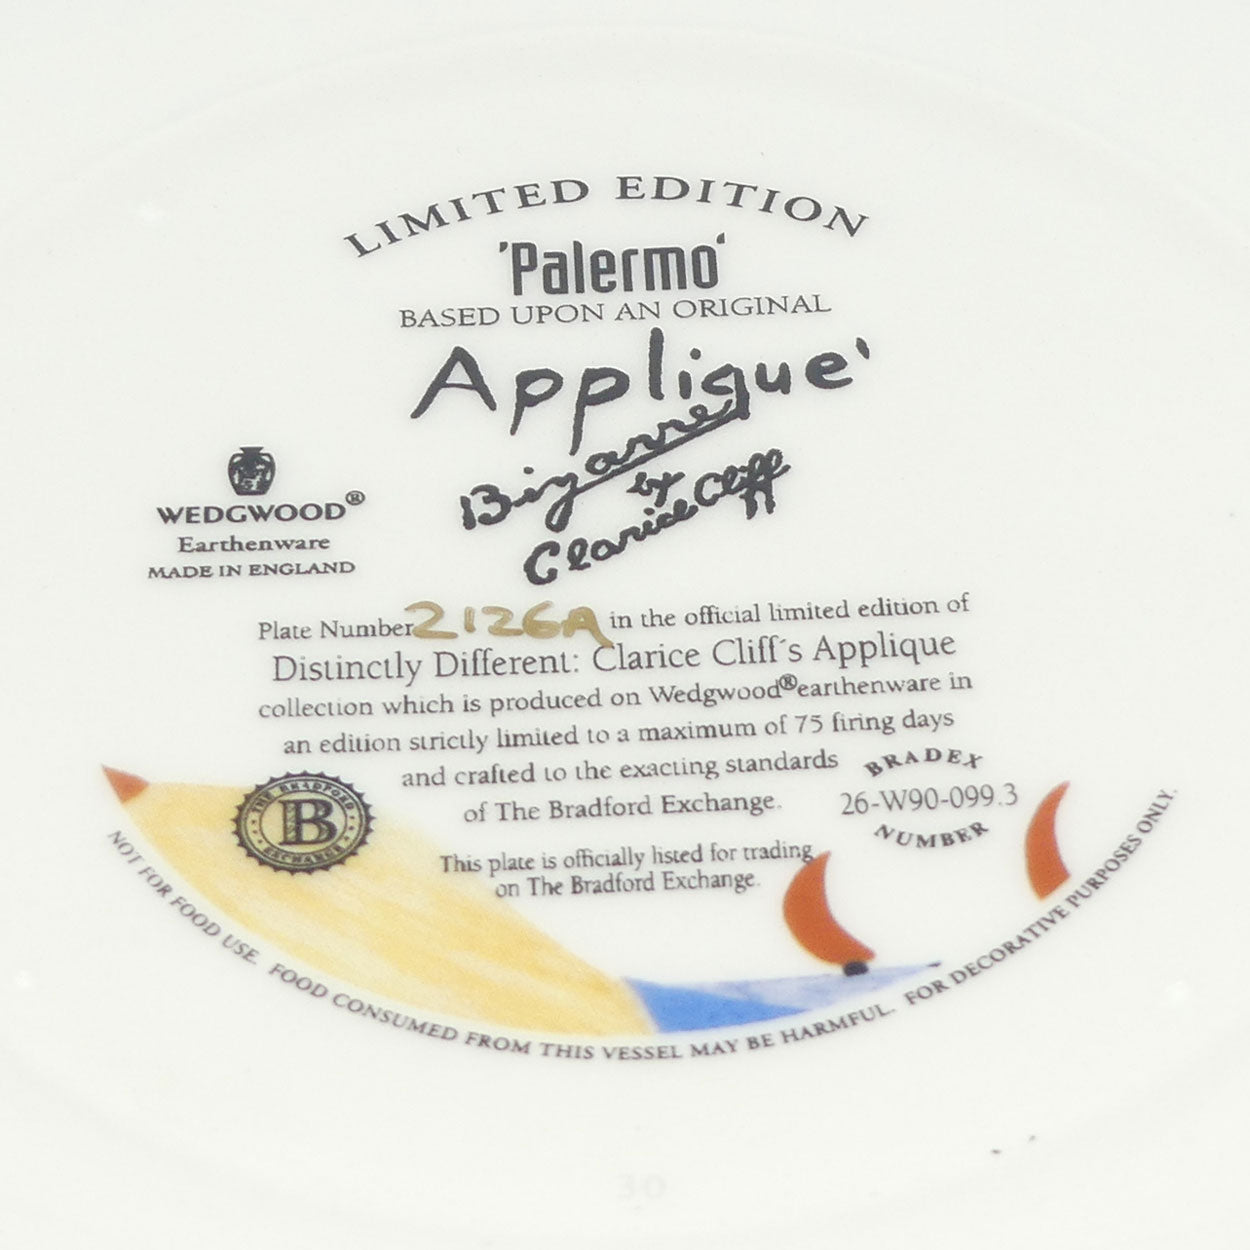 LIMITED EDITION
'Palermo'
BASED UPON AN ORIGINAL
Applique'
Bizarre
by
Clarice Cliff
WEDGWOOD®
Earthenware
MADE IN ENGLAND
Plate Number 2126A in the official limited edition of
Distinctly Different: Clarice Cliff's Applique
collection which is produced on Wedgwood® earthenware in
an edition strictly limited to a maximum of 75 firing days
and crafted to the exacting standards
of The Bradford Exchange.
BRADEX
26-W90-099.3
NUMBER
THE BRADFORD
B
EXCHANGE
This plate is officially listed for trading
on The Bradford Exchange.
NOT FOR FOOD USE. FOOD CONSUMED FROM THIS VESSEL MAY BE HARMFUL. FOR DECORATIVE PURPOSES ONLY.
30